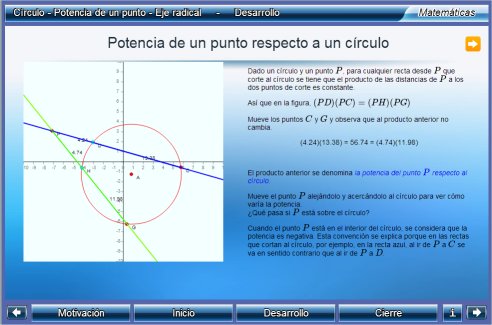 Círculo - Potencia de un punto - Eje radical - Desarrollo
Matemáticas
Potencia de un punto respecto a un círculo
Dado un círculo y un punto P, para cualquier recta desde P que
corte al círculo se tiene que el producto de las distancias de P a los
dos puntos de corte es constante.
Así que en la figura, (PD)(PC) = (PH)(PG)
Mueve los puntos C y G y observa que al producto anterior no
cambia.
(4.24)(13.38) = 56.74 = (4.74)(11.98)
El producto anterior se denomina la potencia del punto P respecto al
círculo
Mueve el punto P alejándolo y acercándolo al círculo para ver cómo
varía la potencia.
¿Qué pasa si P está sobre el círculo?
Cuando el punto P está en el interior del círculo, se considera que la
potencia es negativa. Esta convención se explica porque en las rectas
que cortan al círculo, por ejemplo, en la recta azul, al ir de P a C se
va en sentido contrario que al ir de P a D.
4.24
4.74
13.38
11.98
H
A
G
Motivación
Inicio
Desarrollo
Cierre
i